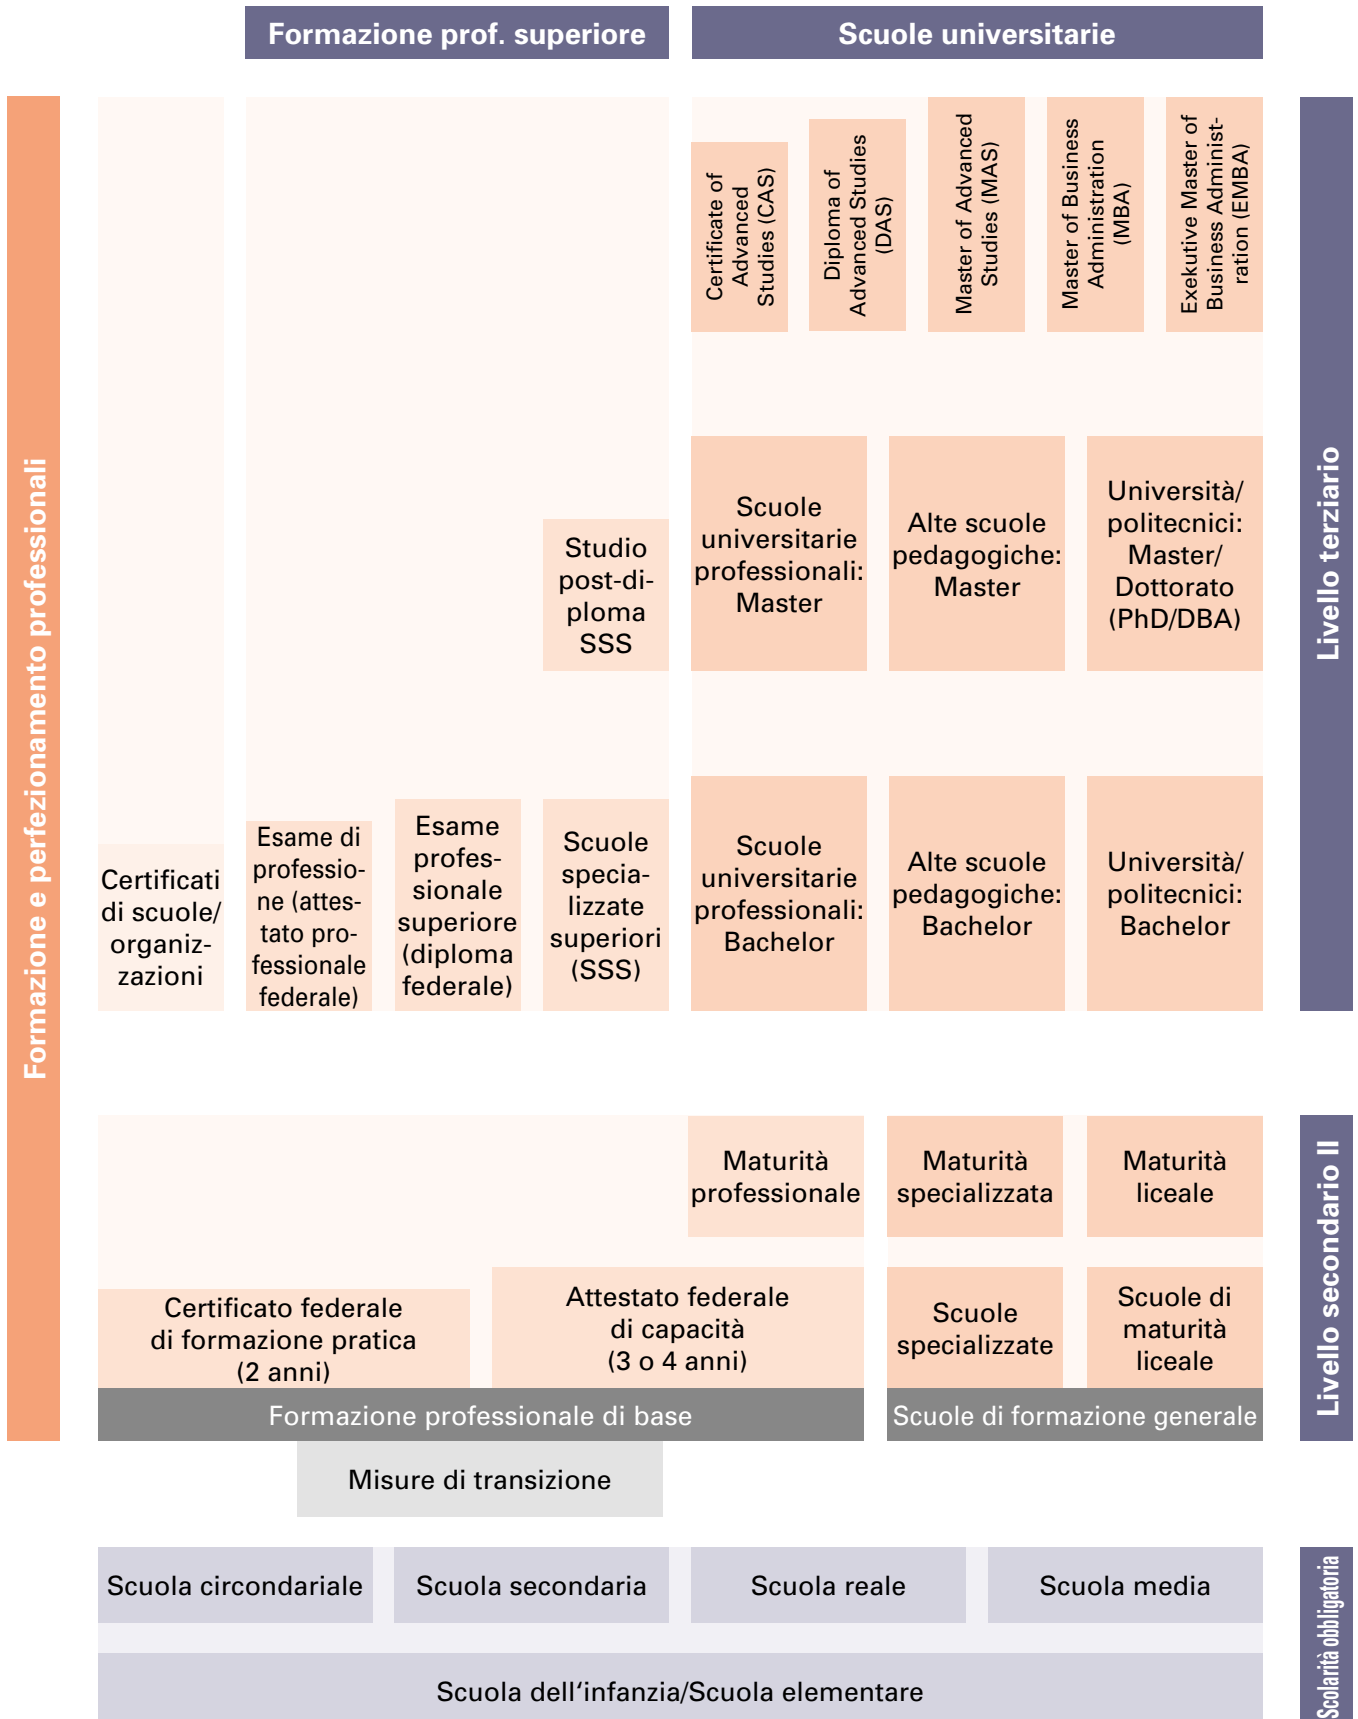 Formazione prof. superiore
Scuole universitarie
Formazione e perfezionamento professionali
Certificate of
Advanced
Studies (CAS)
Diploma of
Advanced Studies
(DAS)
Master of Advanced
Studies (MAS)
Master of Business
Administration
(MBA)
Exekutive Master of
Business Administ-
ration (EMBA)
Livello terziario
Studio
post-di-
ploma
SSS
Scuole
universitarie
professionali:
Master
Alte scuole
pedagogiche:
Master
Università/
politecnici:
Master/
Dottorato
(PhD/DBA)
Certificati
di scuole/
organiz-
zazioni
Esame di
professio-
ne (attes-
tato pro-
fessionale
federale)
Esame
profes-
sionale
superiore
(diploma
federale)
Scuole
specia-
lizzate
superiori
(SSS)
Scuole
universitarie
professionali:
Bachelor
Alte scuole
pedagogiche:
Bachelor
Università/
politecnici:
Bachelor
Maturità
professionale
Maturità
specializzata
Maturità
liceale
Livello secondario II
Certificato federale
di formazione pratica
(2 anni)
Attestato federale
di capacità
(3 o 4 anni)
Scuole
specializzate
Scuole di
maturità
liceale
Formazione professionale di base
Scuole di formazione generale
Misure di transizione
Scuola circondariale
Scuola secondaria
Scuola reale
Scuola media
Scolarità obbligatoria
Scuola dell‘infanzia/Scuola elementare